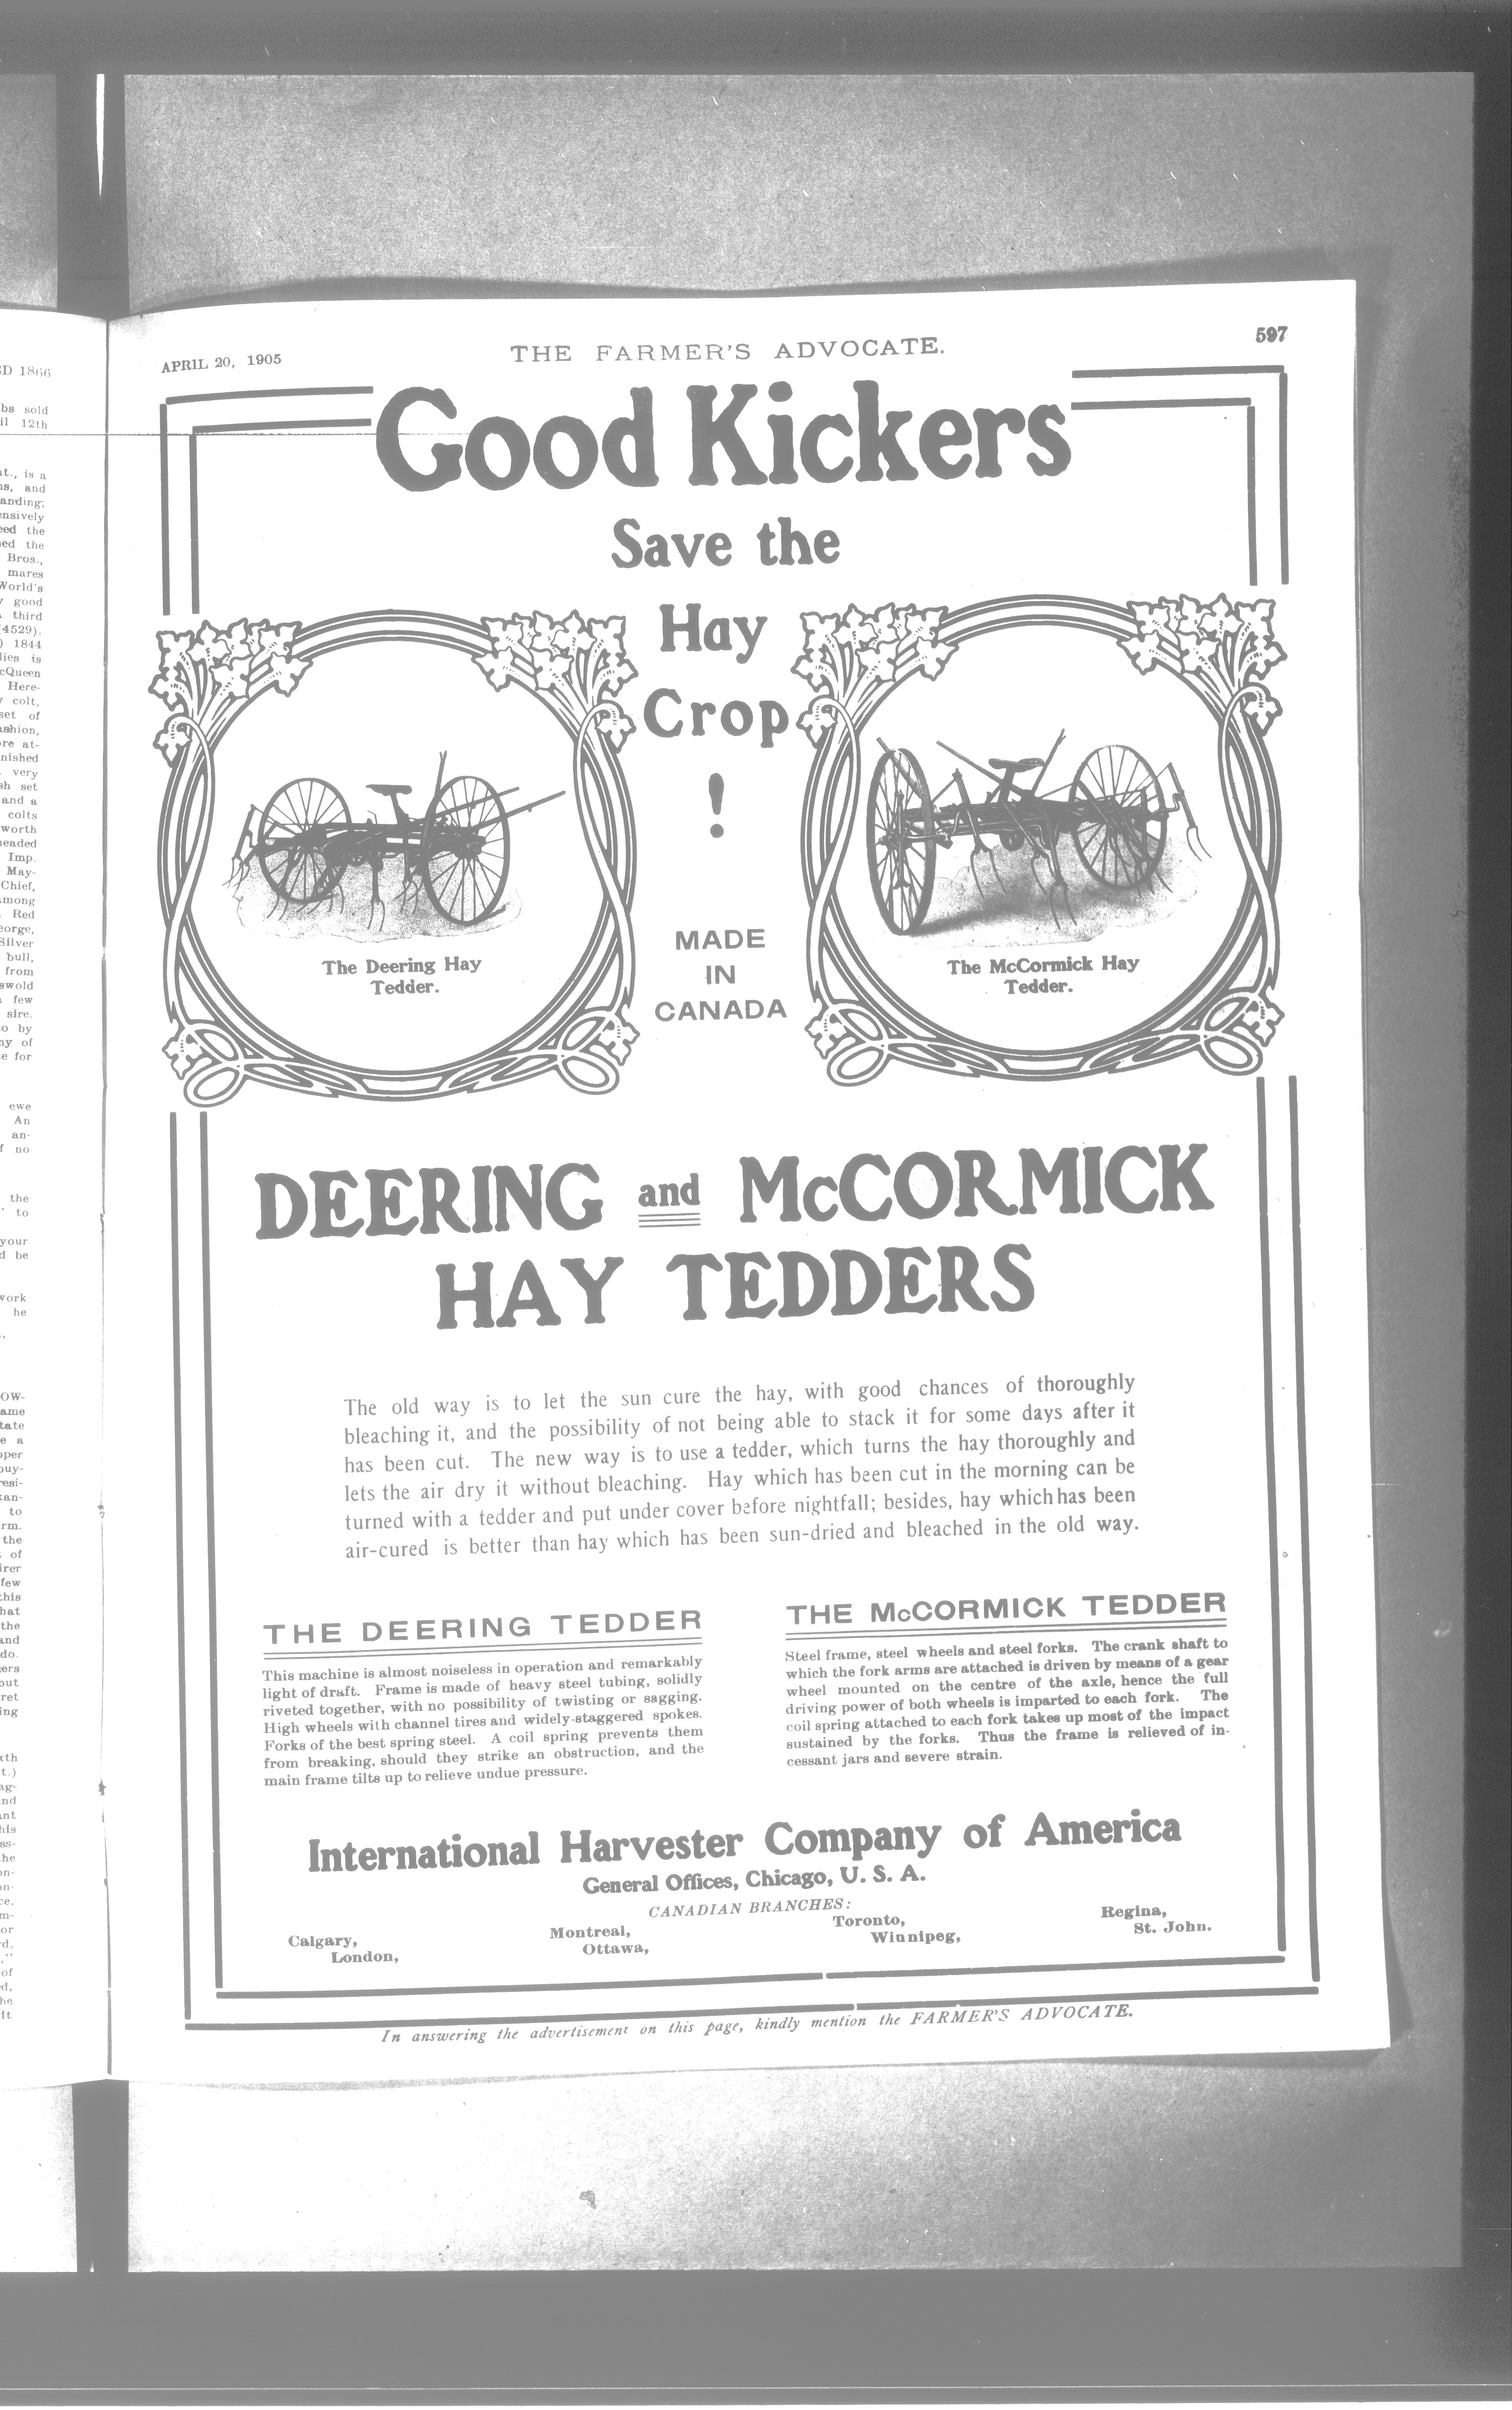 APRIL 20, 1905
THE FARMER'S ADVOCATE.
597
Good Kickers
Save the
Hay
Crop
!
The Deering Hay
Tedder.
MADE
IN
CANADA
The McCormick Hay
Tedder.
DEERING and McCORMICK
HAY TEDDERS
The old way is to let the sun cure the hay, with good chances of thoroughly
bleaching it, and the possibility of not being able to stack it for some days after it
has been cut. The new way is to use a tedder, which turns the hay thoroughly and
lets the air dry it without bleaching. Hay which has been cut in the morning can be
turned with a tedder and put under cover before nightfall; besides, hay which has been
air-cured is better than hay which has been sun-dried and bleached in the old way.
THE DEERING TEDDER
This machine is almost noiseless in operation and remarkably
light of draft. Frame is made of heavy steel tubing, solidly
riveted together, with no possibility of twisting or sagging.
High wheels with channel tires and widely-staggered spokes.
Forks of the best spring steel. A coil spring prevents them
from breaking, should they strike an obstruction, and the
main frame tilts up to relieve undue pressure.
THE McCORMICK TEDDER
Steel frame, steel wheels and steel forks. The crank shaft to
which the fork arms are attached is driven by means of a gear
wheel mounted on the centre of the axle, hence the full
driving power of both wheels is imparted to each fork. The
coil spring attached to each fork takes up most of the impact
sustained by the forks. Thus the frame is relieved of in-
cessant jars and severe strain.
International Harvester Company of America
General Offices, Chicago, U. S. A.
CANADIAN BRANCHES:
Calgary,
London,
Montreal,
Ottawa,
Toronto,
Winnipeg,
Regina,
St. John.
In answering the advertisement on this page, kindly mention the FARMER'S ADVOCATE.